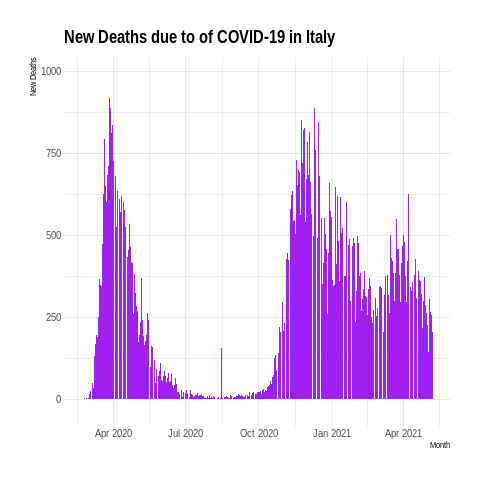 New Deaths due to of COVID-19 in Italy
New Deaths
1000
750
500
250
0
Apr 2020 Jul 2020 Oct 2020 Jan 2021 Apr 2021
Month